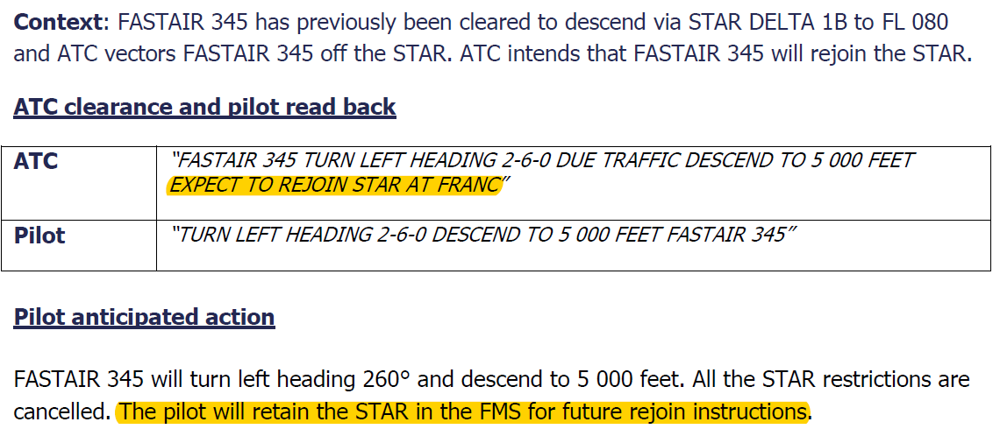 Context: FASTAIR 345 has previously been cleared to descend via STAR DELTA 1B to FL 080
and ATC vectors FASTAIR 345 off the STAR. ATC intends that FASTAIR 345 will rejoin the STAR.
ATC clearance and pilot read back
ATC
“FASTAIR 345 TURN LEFT HEADING 2-6-0 DUE TRAFFIC DESCEND TO 5 000 FEET
EXPECT TO REJOIN STAR AT FRANC”
Pilot
“TURN LEFT HEADING 2-6-0 DESCEND TO 5 000 FEET FASTAIR 345”
Pilot anticipated action
FASTAIR 345 will turn left heading 260° and descend to 5 000 feet. All the STAR restrictions are
cancelled. The pilot will retain the STAR in the FMS for future rejoin instructions.